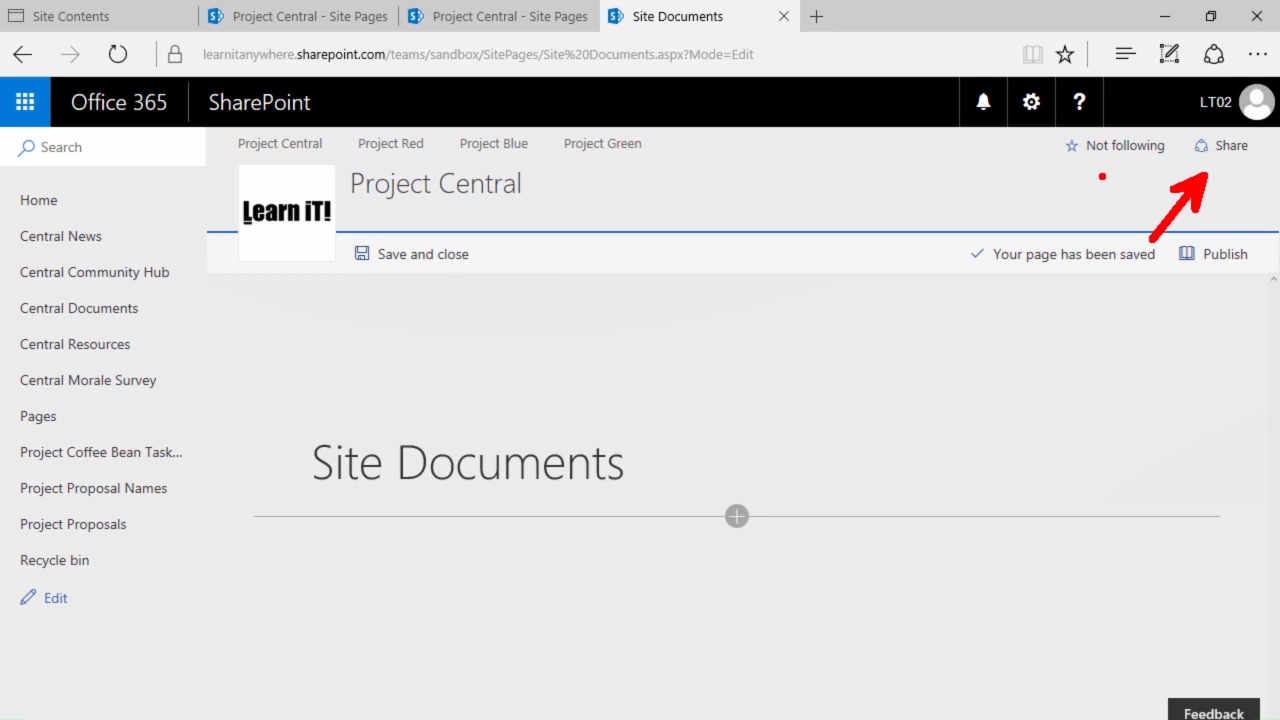 Site Contents
Project Central - Site Pages
Project Central - Site Pages
Site Documents
learnitanywhere.sharepoint.com/teams/sandbox/SitePages/Site%20Documents.aspx?Mode=Edit
Office 365
SharePoint
?
LT02
Search
Project Central
Project Red
Project Blue
Project Green
Not following
Share
Learn iT!
Project Central
Save and close
Your page has been saved
Publish
Home
Central News
Central Community Hub
Central Documents
Central Resources
Central Morale Survey
Pages
Project Coffee Bean Task...
Project Proposal Names
Project Proposals
Recycle bin
Edit
Site Documents
Feedback